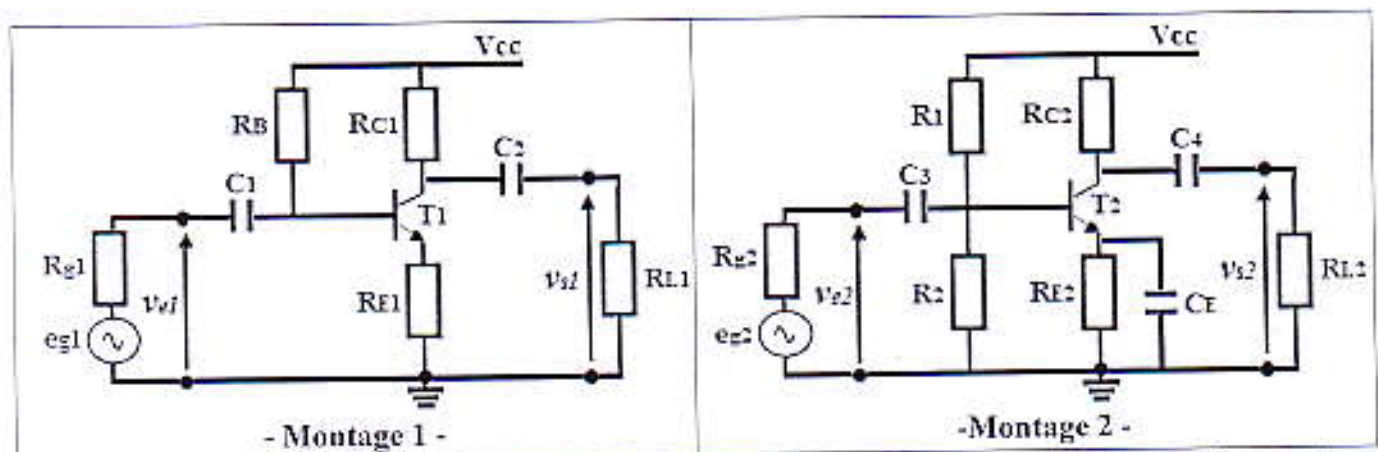 Vcc
RB
RC1
C2
C1
T1
Rg1
ve1
RE1
vs1
RL1
eg1
- Montage 1 -
Vcc
R1
RC2
C4
C3
T2
Rg2
ve2
R2
RE2
CE
vs2
RL2
eg2
-Montage 2 -